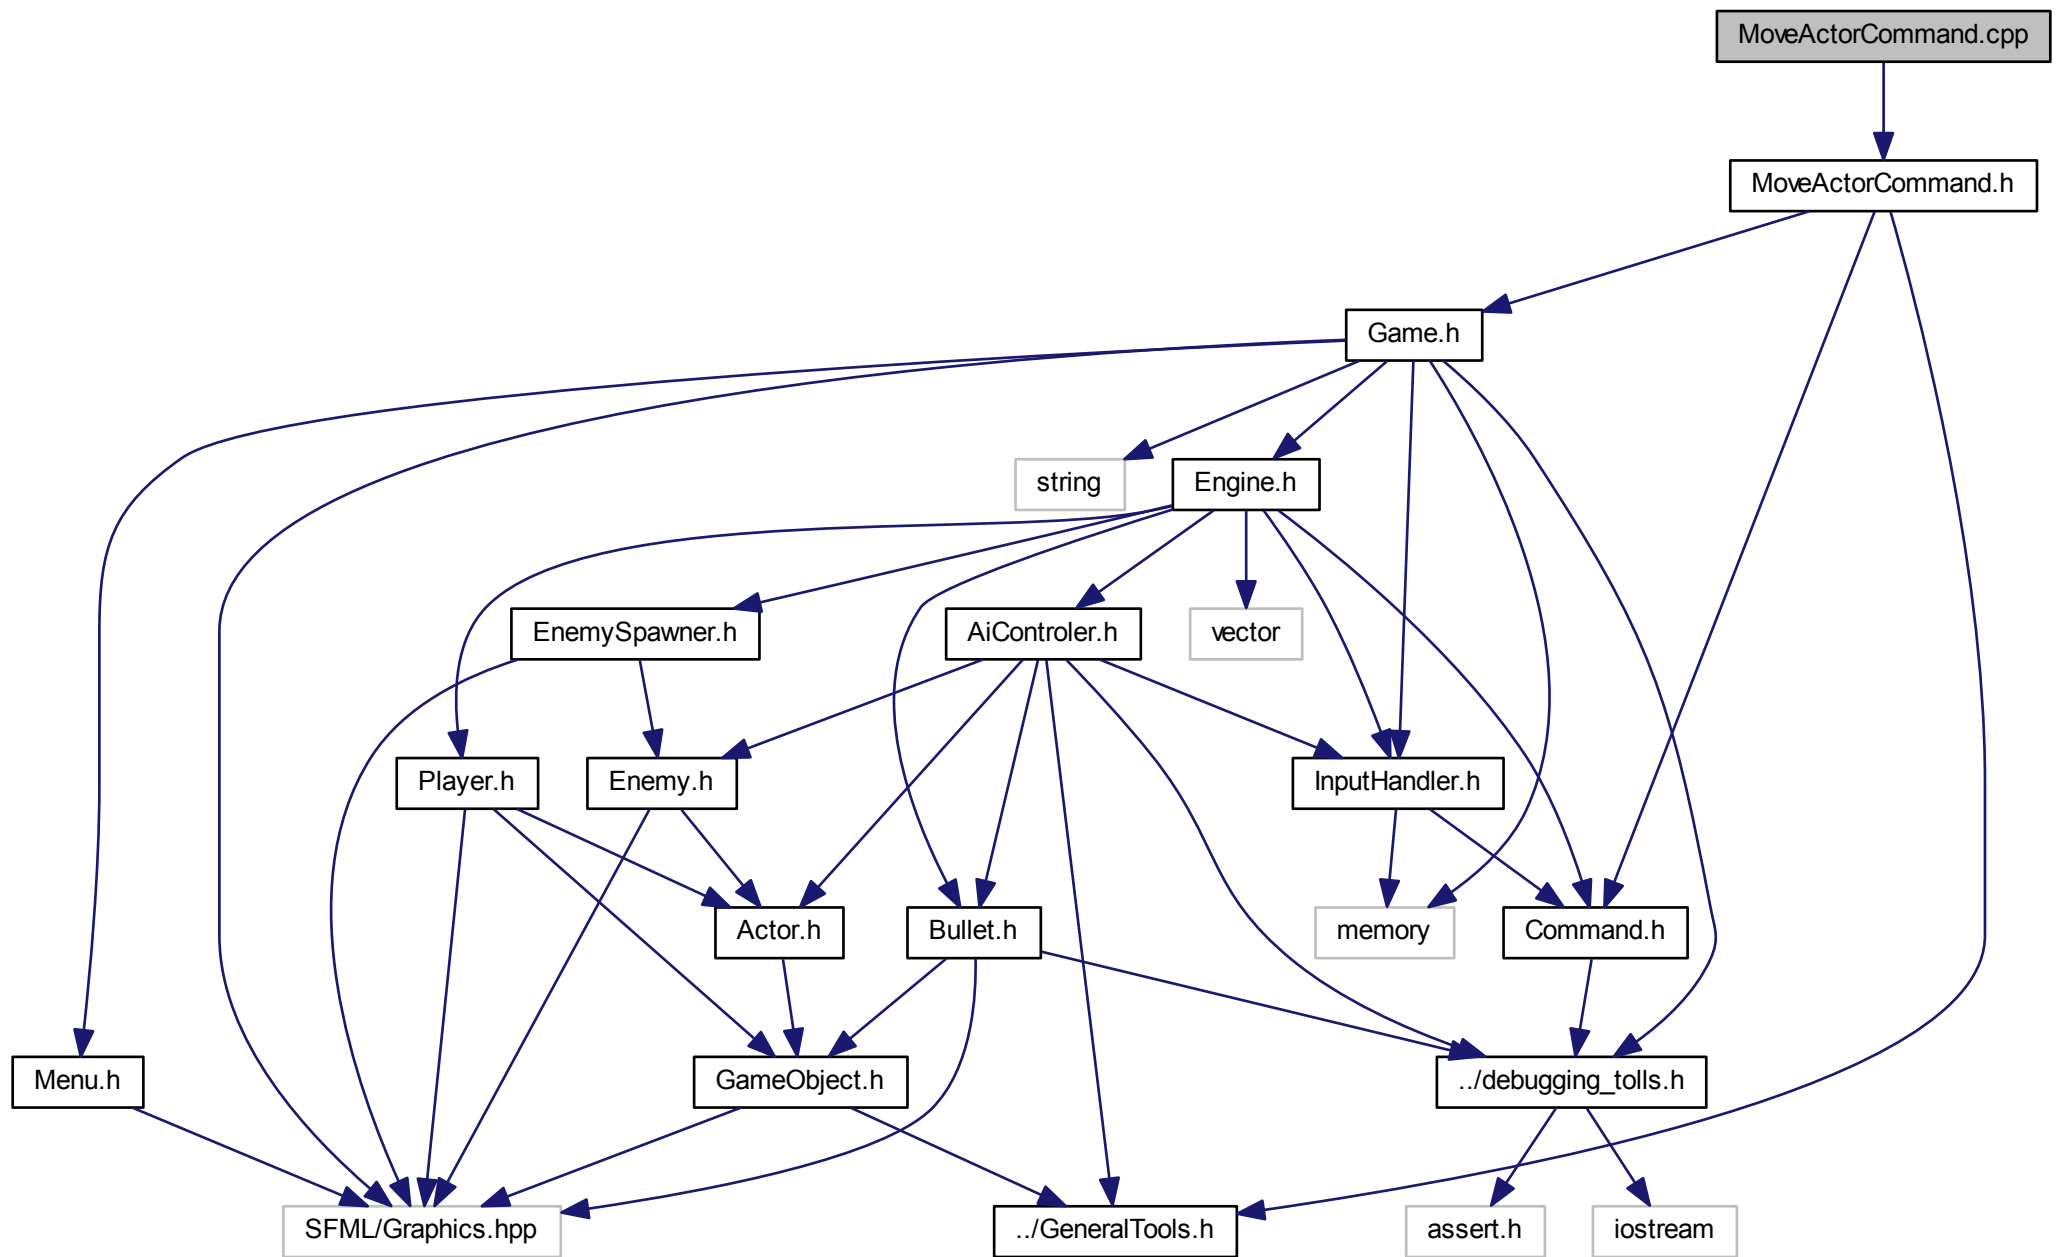 MoveActorCommand.cpp
MoveActorCommand.h
Game.h
string
Engine.h
EnemySpawner.h
AiControler.h
vector
Player.h
Enemy.h
InputHandler.h
Actor.h
Bullet.h
memory
Command.h
Menu.h
GameObject.h
../debugging_tolls.h
SFML/Graphics.hpp
../GeneralTools.h
assert.h
iostream